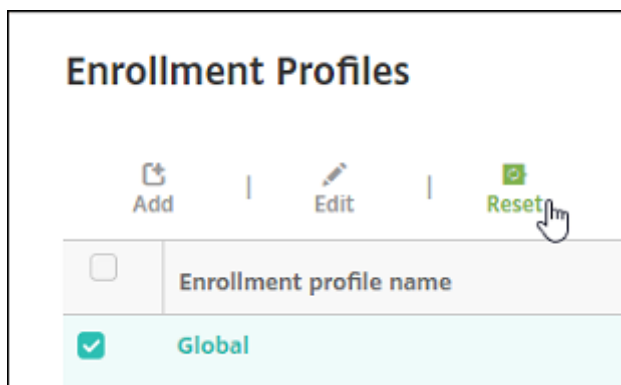 Enrollment Profiles
Add | Edit | Reset
Enrollment profile name
Global